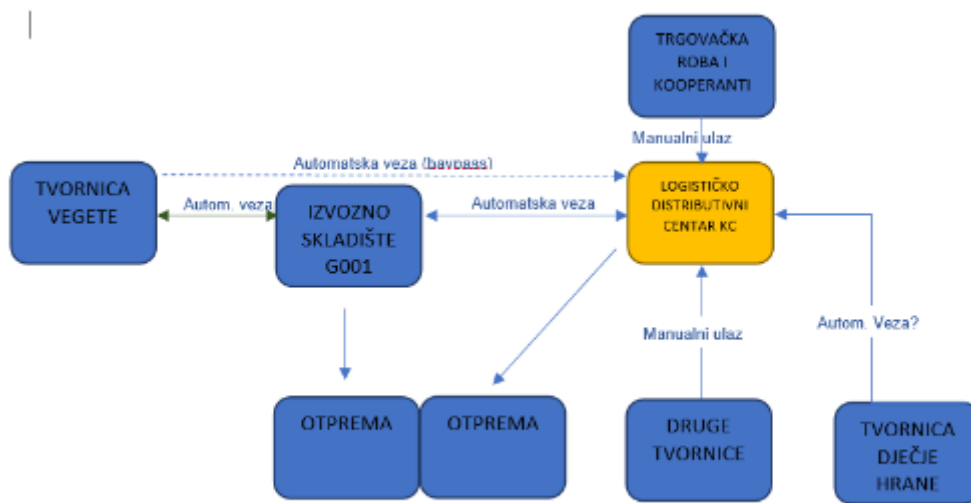 TRGOVAČKA
ROBA I
KOOPERANTI
Manualni ulaz
Automatska veza (baypass)
TVORNICA
VEGETE
Autom. veza
IZVOZNO
SKLADIŠTE
G001
Automatska veza
LOGISTIČKO
DISTRIBUTIVNI
CENTAR KC
Manualni ulaz
Autom. Veza?
OTPREMA
OTPREMA
DRUGE
TVORNICE
TVORNICA
DJEČJE
HRANE